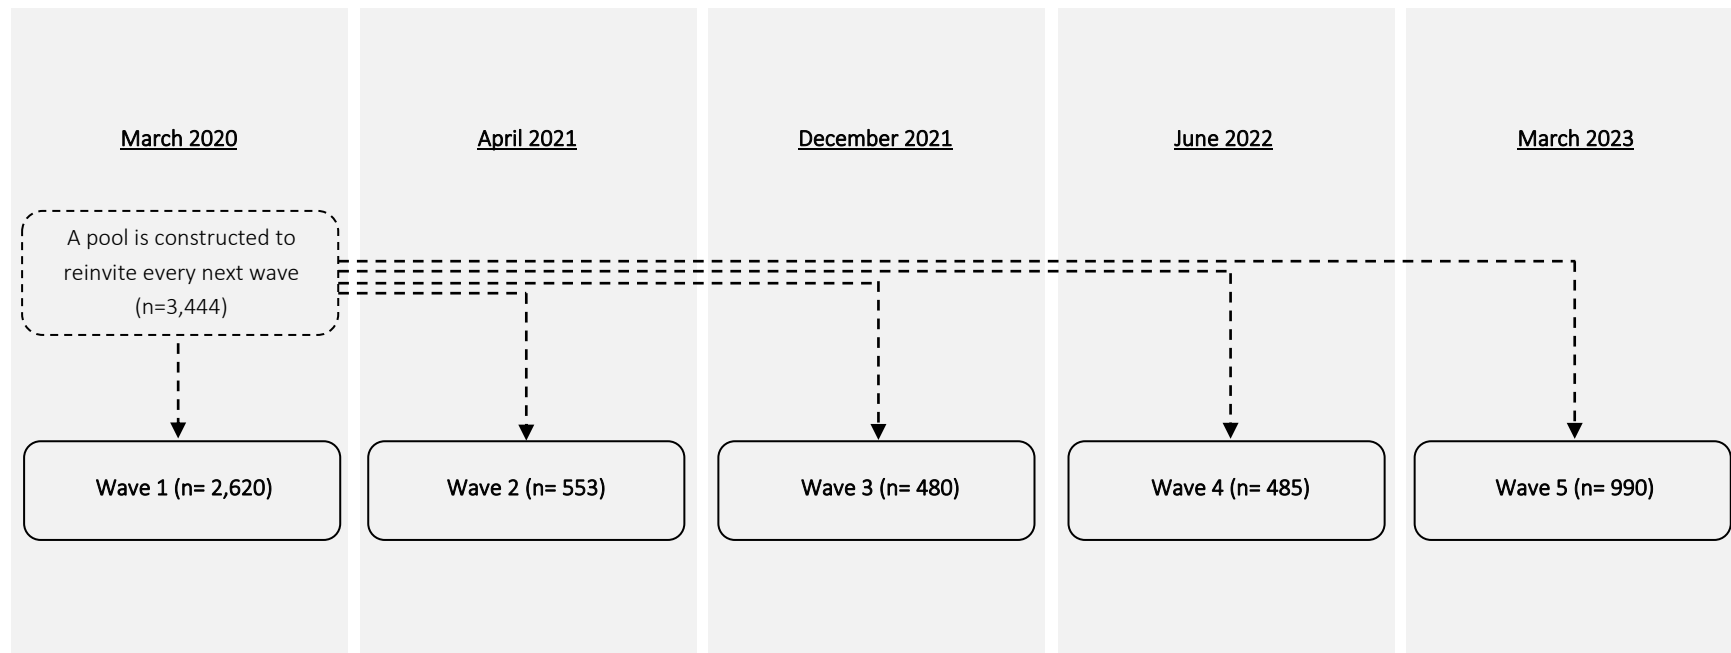 March 2020
April 2021
December 2021
June 2022
March 2023
A pool is constructed to
reinvite every next wave
(n=3,444)
Wave 1 (n= 2,620)
Wave 2 (n= 553)
Wave 3 (n= 480)
Wave 4 (n= 485)
Wave 5 (n= 990)